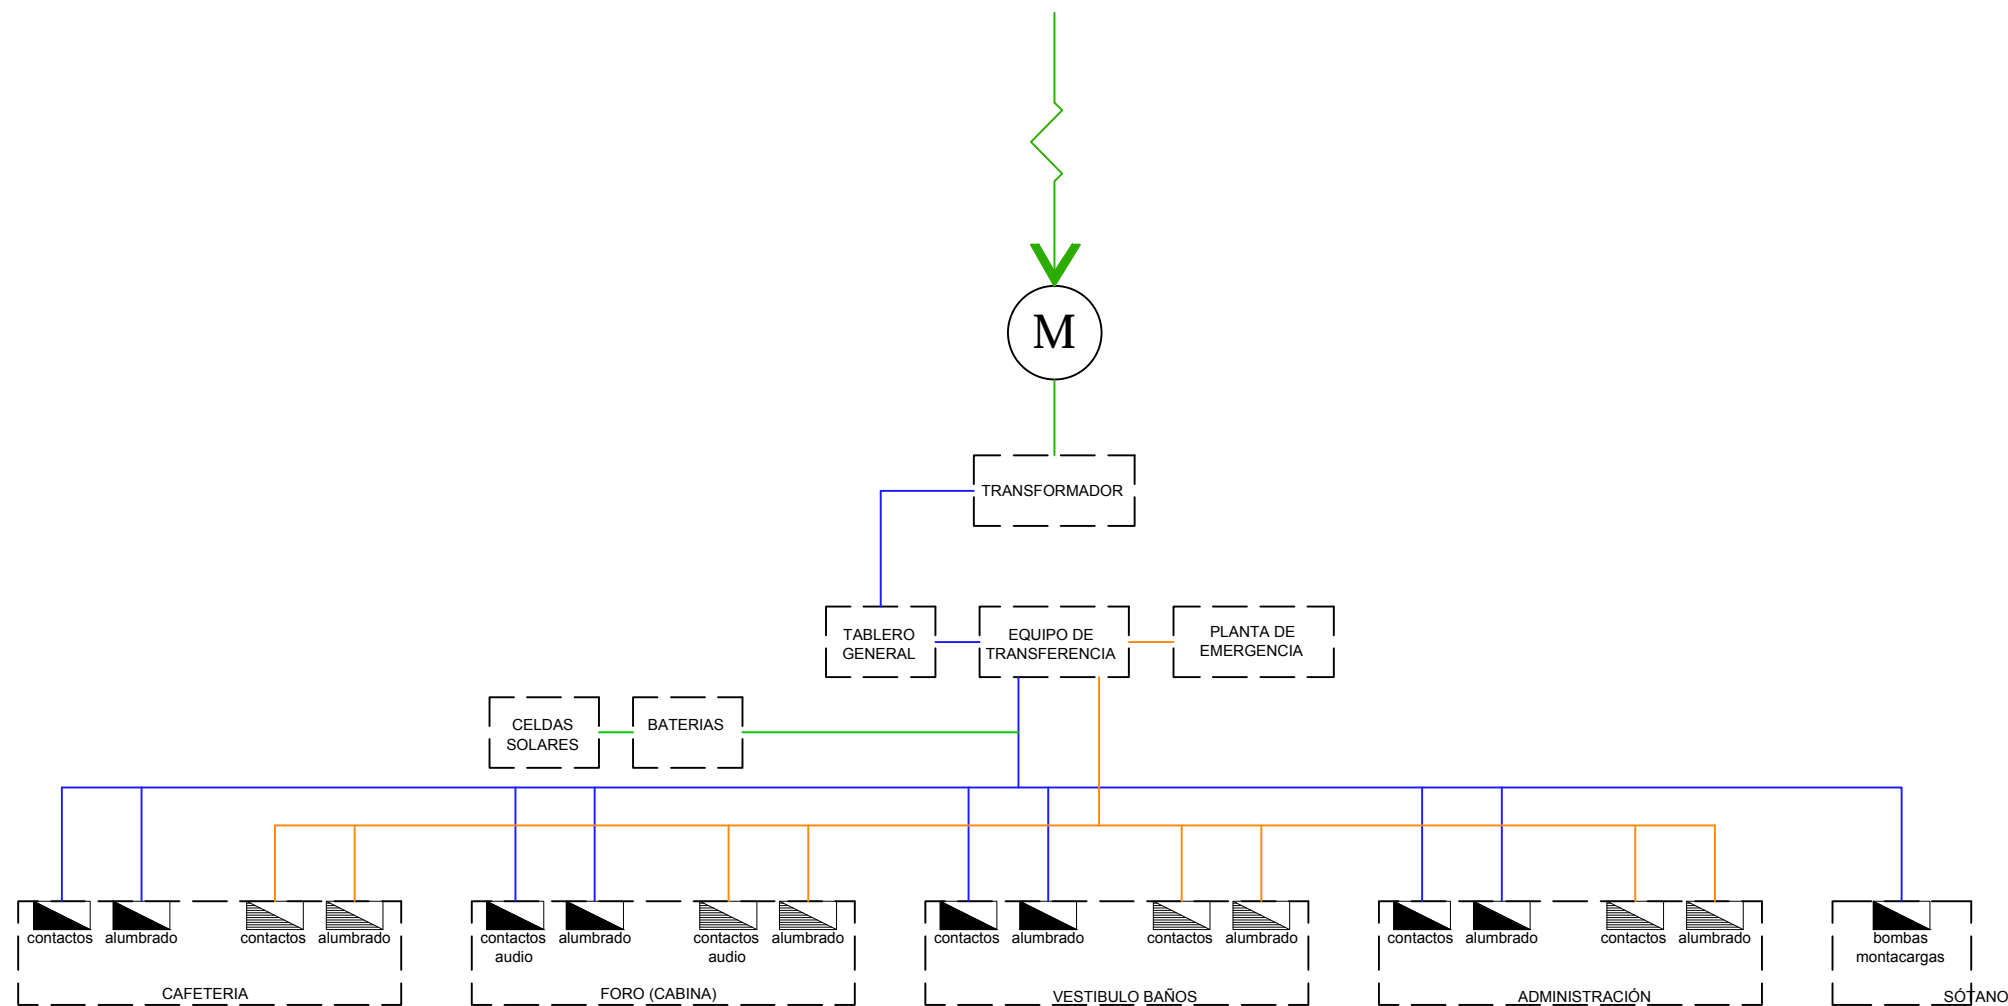 M
TRANSFORMADOR
TABLERO
GENERAL
EQUIPO DE
TRANSFERENCIA
PLANTA DE
EMERGENCIA
CELDAS
SOLARES
BATERIAS
contactos
alumbrado
contactos
alumbrado
CAFETERIA
contactos
audio
alumbrado
contactos
audio
alumbrado
FORO (CABINA)
contactos
alumbrado
contactos
alumbrado
VESTIBULO BAÑOS
contactos
alumbrado
contactos
alumbrado
ADMINISTRACIÓN
bombas
montacargas
SÓTANO